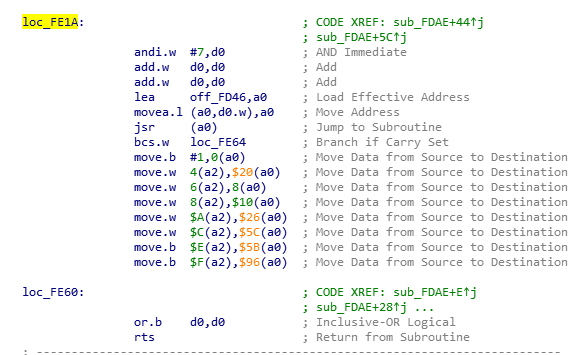 loc_FE1A: ; CODE XREF: sub_FDAE+44↑j
; sub_FDAE+5C↑j
andi.w #7,d0 ; AND Immediate
add.w d0,d0 ; Add
add.w d0,d0 ; Add
lea off_FD46,a0 ; Load Effective Address
movea.l (a0,d0.w),a0 ; Move Address
jsr (a0) ; Jump to Subroutine
bcs.w loc_FE64 ; Branch if Carry Set
move.b #1,0(a0) ; Move Data from Source to Destination
move.w 4(a2),$20(a0) ; Move Data from Source to Destination
move.w 6(a2),8(a0) ; Move Data from Source to Destination
move.w 8(a2),$10(a0) ; Move Data from Source to Destination
move.w $A(a2),$26(a0) ; Move Data from Source to Destination
move.w $C(a2),$5C(a0) ; Move Data from Source to Destination
move.b $E(a2),$5B(a0) ; Move Data from Source to Destination
move.b $F(a2),$96(a0) ; Move Data from Source to Destination
loc_FE60: ; CODE XREF: sub_FDAE+E↑j
; sub_FDAE+28↑j ...
or.b d0,d0 ; Inclusive-OR Logical
rts ; Return from Subroutine
; ---------------------------------------------------------------------------